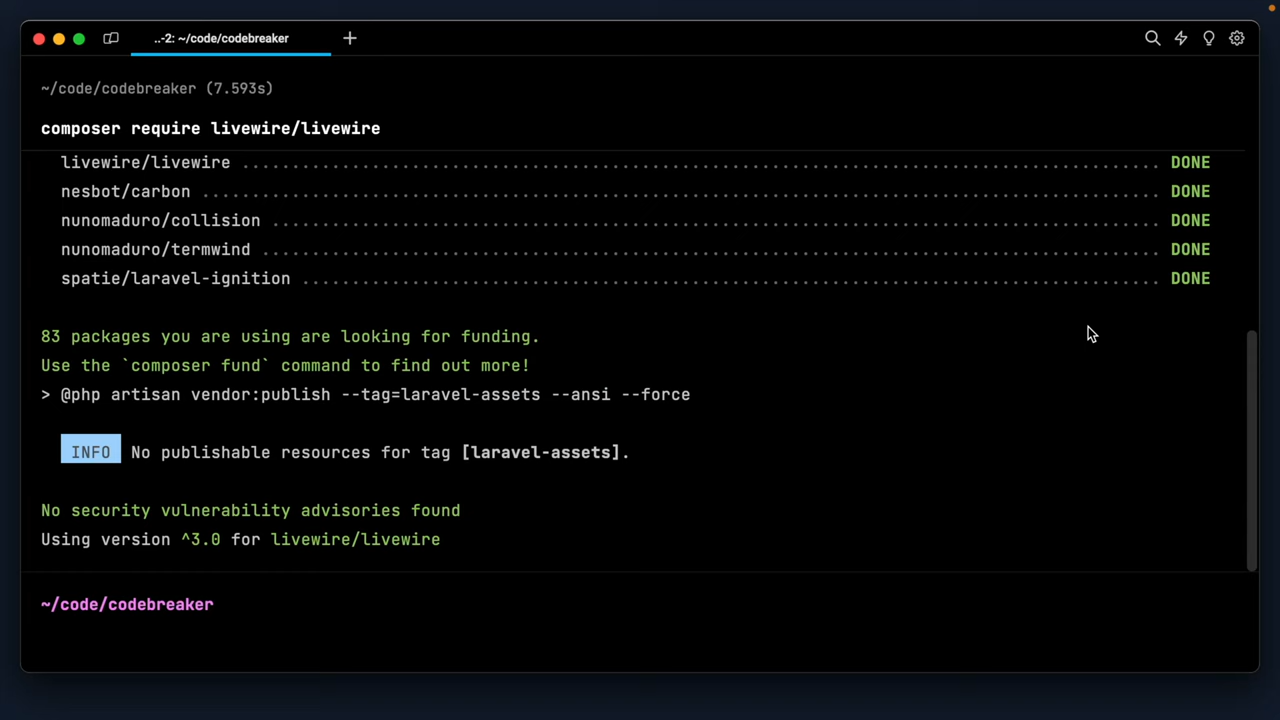 ..-2: ~/code/codebreaker
~/code/codebreaker (7.593s)
composer require livewire/livewire
livewire/livewire ............................................................................................ DONE
nesbot/carbon ................................................................................................ DONE
nunomaduro/collision ......................................................................................... DONE
nunomaduro/termwind .......................................................................................... DONE
spatie/laravel-ignition ...................................................................................... DONE
83 packages you are using are looking for funding.
Use the `composer fund` command to find out more!
> @php artisan vendor:publish --tag=laravel-assets --ansi --force
INFO No publishable resources for tag [laravel-assets].
No security vulnerability advisories found
Using version ^3.0 for livewire/livewire
~/code/codebreaker